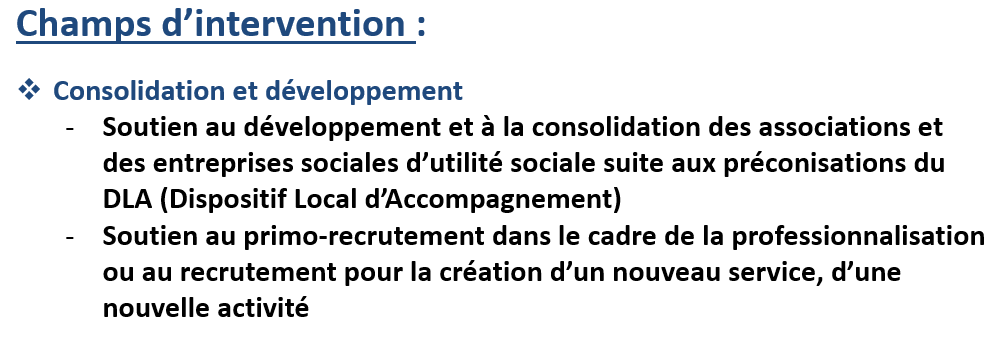 Champs d'intervention :
❖ Consolidation et développement
- Soutien au développement et à la consolidation des associations et
des entreprises sociales d'utilité sociale suite aux préconisations du
DLA (Dispositif Local d'Accompagnement)
- Soutien au primo-recrutement dans le cadre de la professionnalisation
ou au recrutement pour la création d'un nouveau service, d'une
nouvelle activité